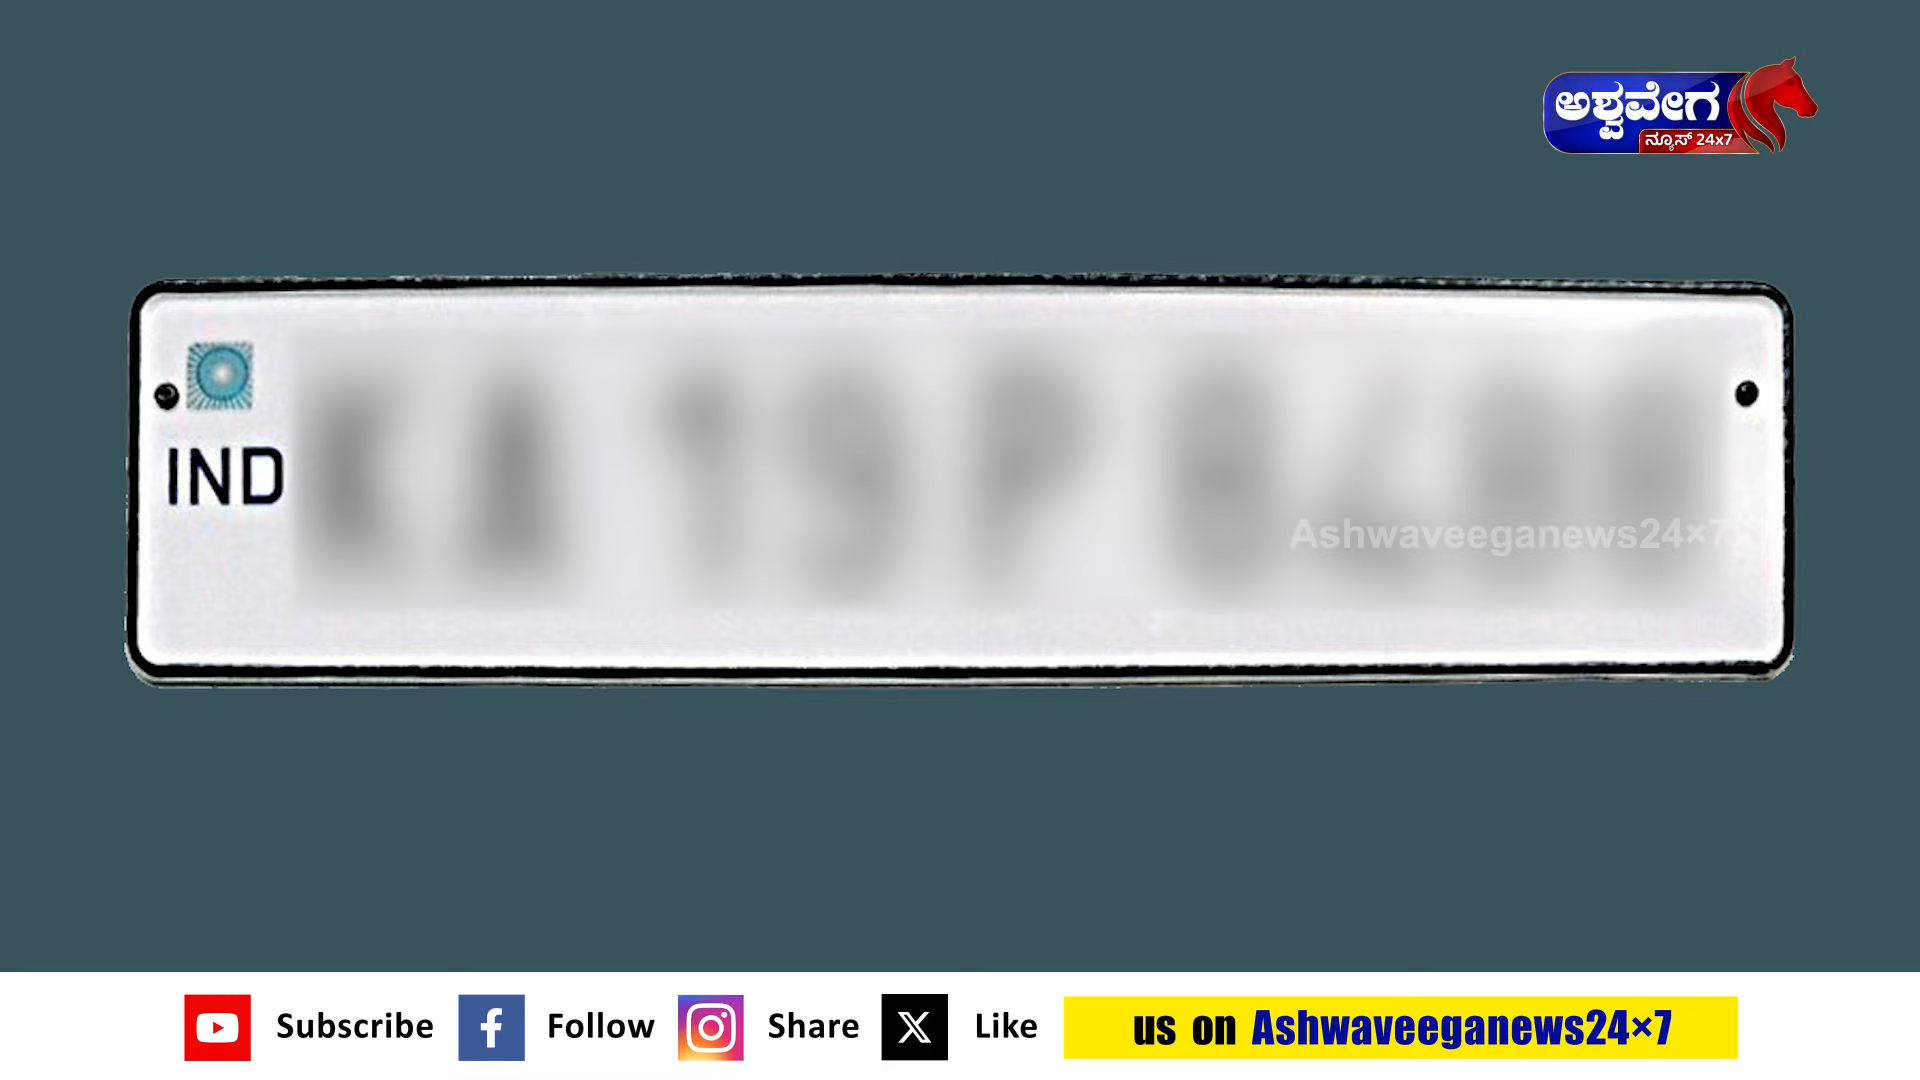 ಅಶ್ವವೇಗ
ನ್ಯೂಸ್ 24x7
IND
Ashwaveeganews24×7
Subscribe Follow Share Like us on Ashwaveeganews24×7